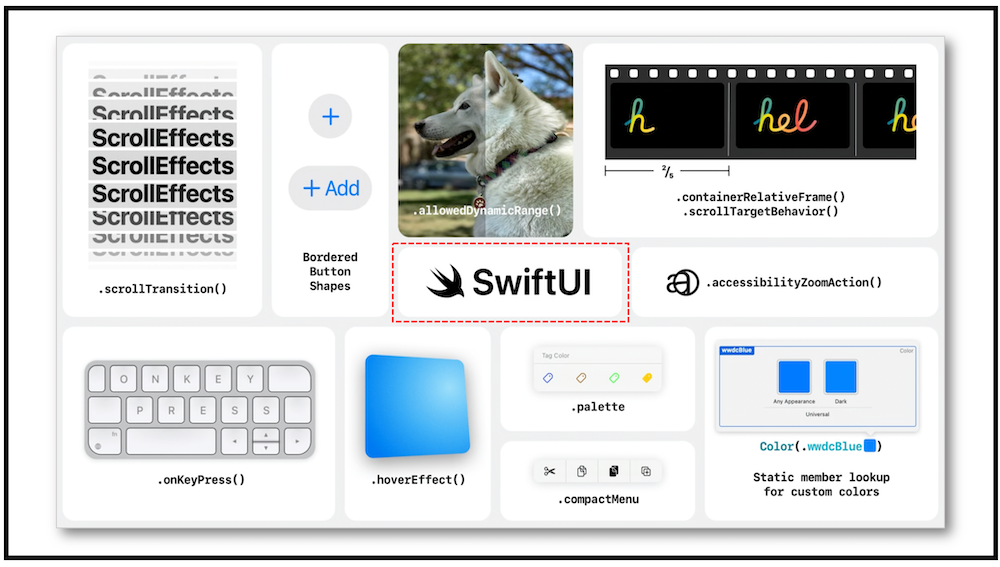 ScrollEffects
ScrollEffects
ScrollEffects
ScrollEffects
ScrollEffects
ScrollEffects
ScrollEffects
ScrollEffects
.scrollTransition()
+
+ Add
Bordered
Button
Shapes
.allowedDynamicRange()
h
hel
he
2/5
.containerRelativeFrame()
.scrollTargetBehavior()
SwiftUI
.accessibilityZoomAction()
O N K E Y
P R E S S
fn
.onKeyPress()
.hoverEffect()
Tag Color
.palette
.compactMenu
wwdcBlue
Color
Any Appearance
Dark
Universal
Color(.wwdcBlue)
Static member lookup
for custom colors